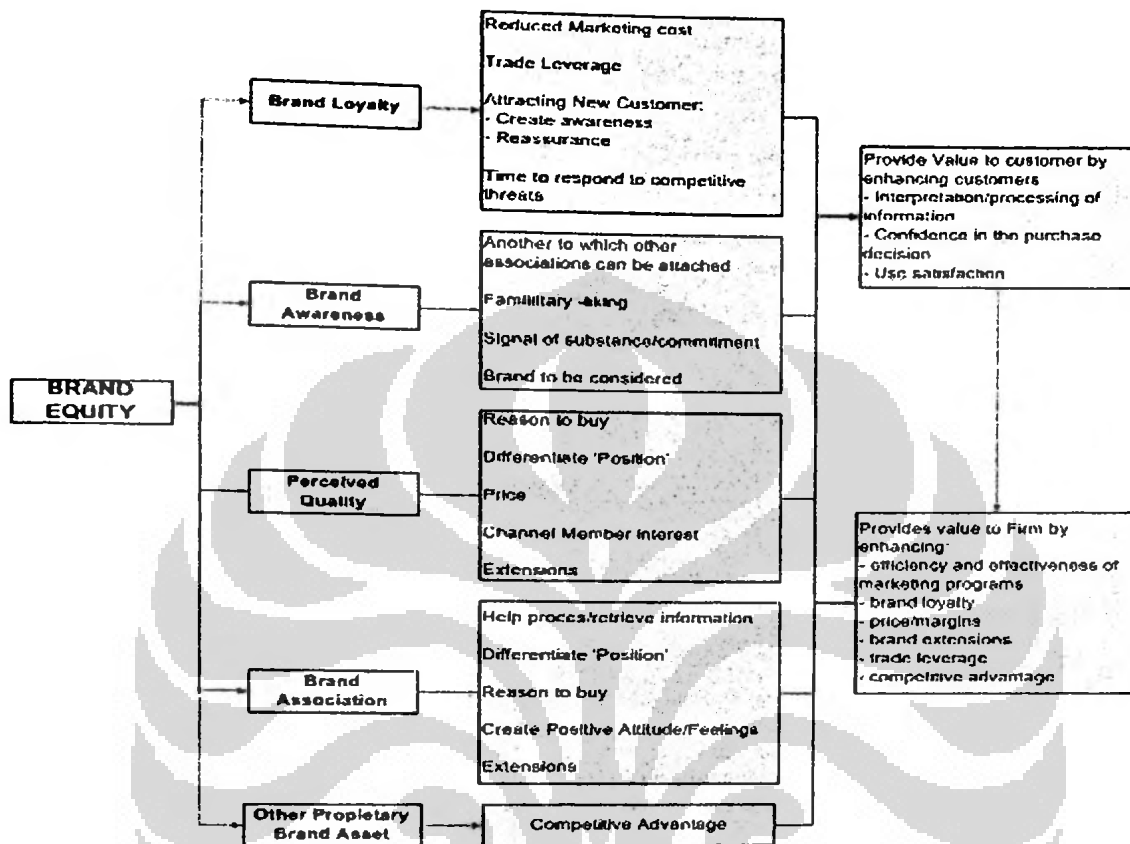 BRAND
EQUITY
Brand Loyalty
Reduced Marketing cost
Trade Leverage
Attracting New Customer:
- Create awareness
- Reassurance
Time to respond to competitive
threats
Brand
Awareness
Another to which other
associations can be attached
Signal of substance/commitment
Brand to be considered
Perceived
Quality
Reason to buy
Differentiate 'Position'
Price
Channel Member Interest
Extensions
Brand
Association
Help proces/retrieve information
Differentiate 'Position'
Reason to buy
Create Positive Attitude/Feelings
Extensions
Other Propietary
Brand Asset
Competitive Advantage
Provide Value to customer by
enhancing customers
- Interpretation/processing of
information
- Confidence in the purchase
decision
- Use satisfaction
Provides value to Firm by
enhancing:
- efficiency and effectiveness of
marketing programs
- brand loyalty
- price/margins
- brand extensions
- trade leverage
- competitive advantage